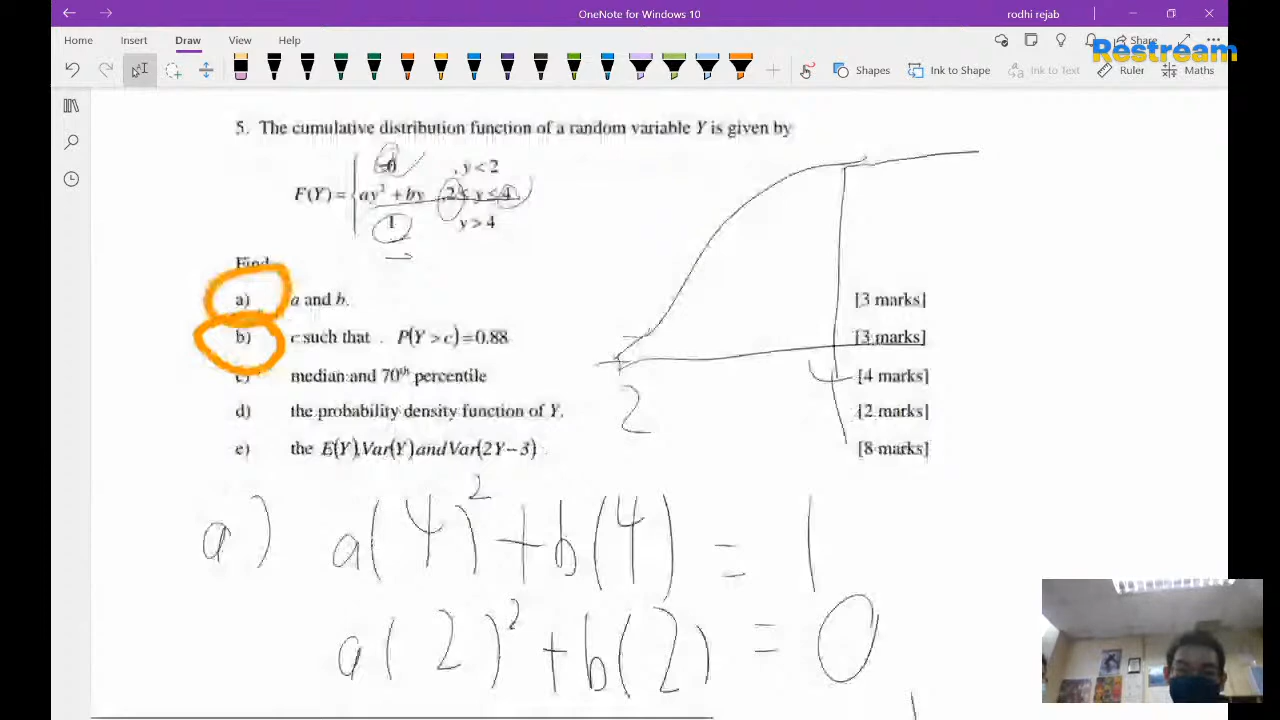 OneNote for Windows 10
rodhi rejab
Home Insert Draw View Help
Share
Restream
Shapes
Ink to Shape
Ink to Text
Ruler
Maths
5. The cumulative distribution function of a random variable Y is given by
0 , y < 2
F(Y) = ay² + by 2 ≤ y ≤ 4
1 y > 4
Find
a) a and b. [3 marks]
b) c such that . P(Y > c) = 0.88 [3 marks]
c) median and 70th percentile [4 marks]
d) the probability density function of Y. [2 marks]
e) the E(Y),Var(Y) and Var(2Y − 3) [8 marks]
2
a) a(4)² + b(4) = 1
a(2)² + b(2) = 0